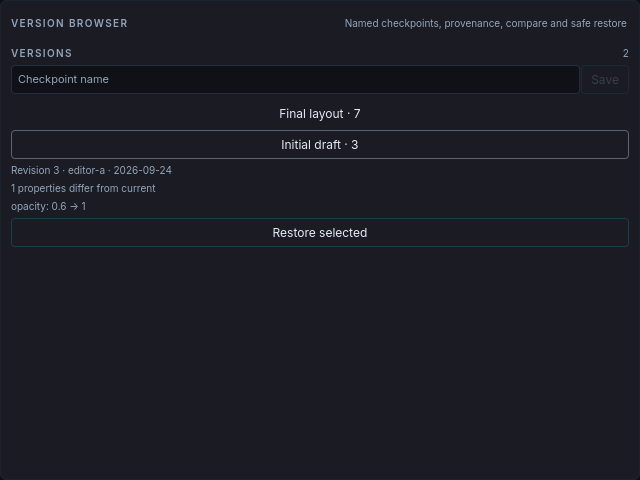 VERSION BROWSER
Named checkpoints, provenance, compare and safe restore
VERSIONS
2
Checkpoint name
Save
Final layout · 7
Initial draft · 3
Revision 3 · editor-a · 2026-09-24
1 properties differ from current
opacity: 0.6 → 1
Restore selected